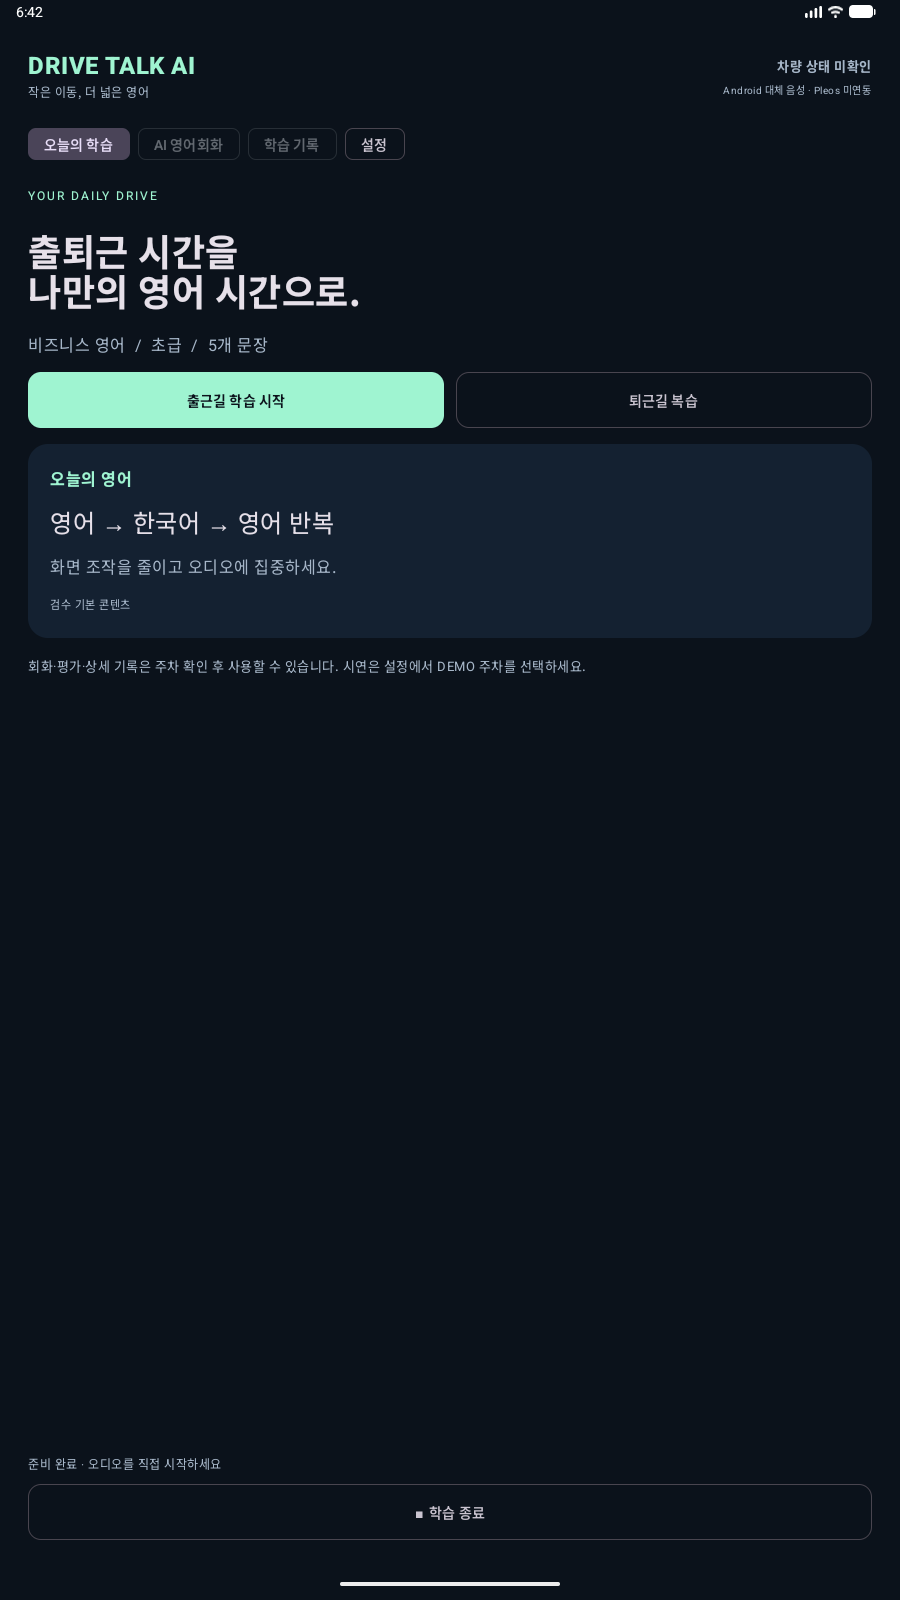 6:42
DRIVE TALK AI
작은 이동, 더 넓은 영어
차량 상태 미확인
Android 대체 음성 · Pleos 미연동
오늘의 학습
AI 영어회화
학습 기록
설정
YOUR DAILY DRIVE
출퇴근 시간을
나만의 영어 시간으로.
비즈니스 영어 / 초급 / 5개 문장
출근길 학습 시작
퇴근길 복습
오늘의 영어
영어 → 한국어 → 영어 반복
화면 조작을 줄이고 오디오에 집중하세요.
검수 기본 콘텐츠
회화·평가·상세 기록은 주차 확인 후 사용할 수 있습니다. 시연은 설정에서 DEMO 주차를 선택하세요.
준비 완료 · 오디오를 직접 시작하세요
■ 학습 종료